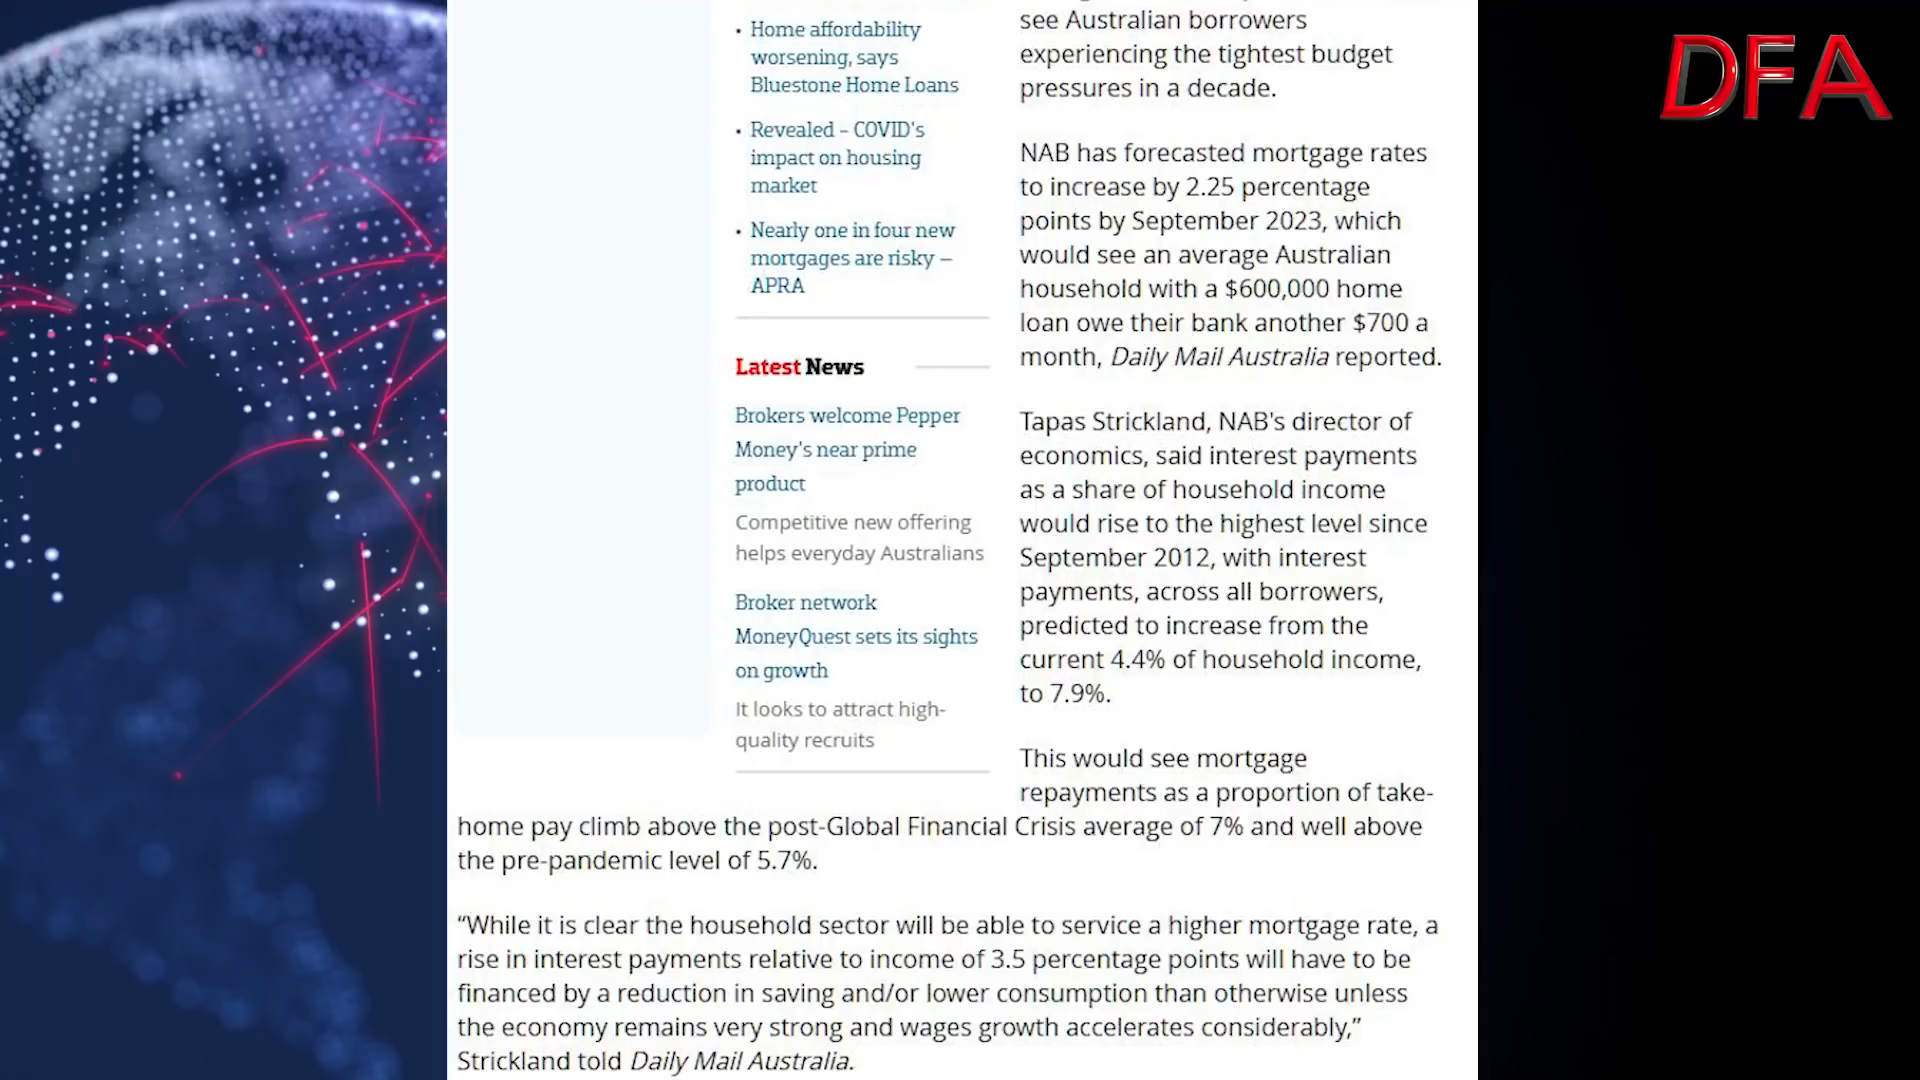 Home affordability
worsening, says
Bluestone Home Loans
Revealed – COVID's
impact on housing
market
Nearly one in four new
mortgages are risky –
APRA
Latest News
Brokers welcome Pepper
Money's near prime
product
Competitive new offering
helps everyday Australians
Broker network
MoneyQuest sets its sights
on growth
It looks to attract high-
quality recruits
see Australian borrowers
experiencing the tightest budget
pressures in a decade.
NAB has forecasted mortgage rates
to increase by 2.25 percentage
points by September 2023, which
would see an average Australian
household with a $600,000 home
loan owe their bank another $700 a
month, Daily Mail Australia reported.
Tapas Strickland, NAB's director of
economics, said interest payments
as a share of household income
would rise to the highest level since
September 2012, with interest
payments, across all borrowers,
predicted to increase from the
current 4.4% of household income,
to 7.9%.
This would see mortgage
repayments as a proportion of take-
home pay climb above the post-Global Financial Crisis average of 7% and well above
the pre-pandemic level of 5.7%.
“While it is clear the household sector will be able to service a higher mortgage rate, a
rise in interest payments relative to income of 3.5 percentage points will have to be
financed by a reduction in saving and/or lower consumption than otherwise unless
the economy remains very strong and wages growth accelerates considerably,”
Strickland told Daily Mail Australia.
DFA